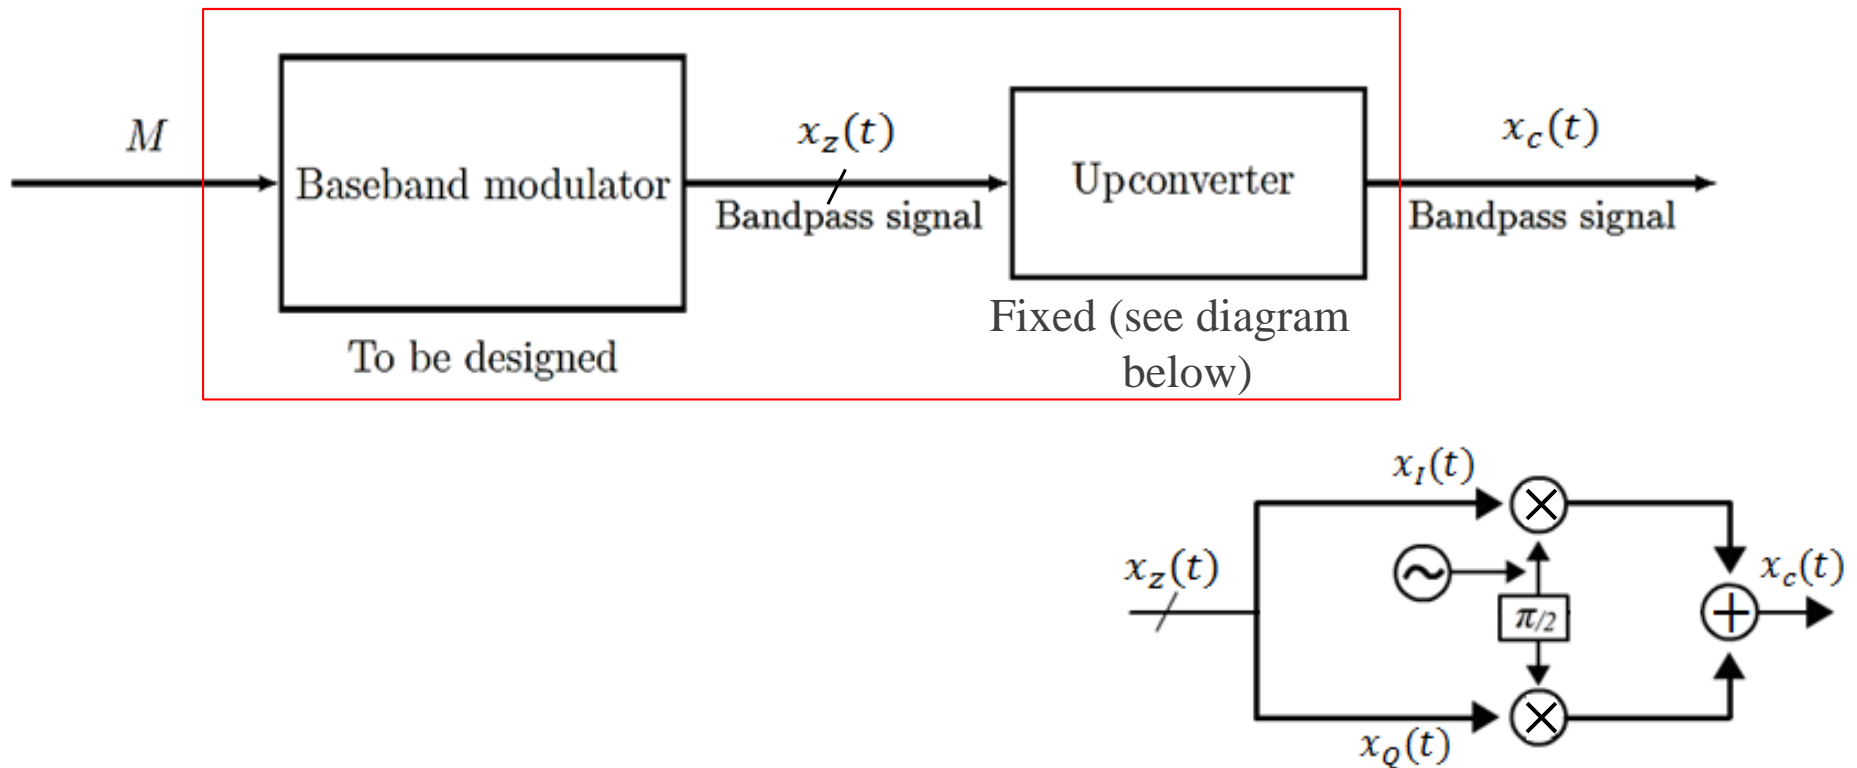 M
Baseband modulator
To be designed
x_z(t)
Bandpass signal
Upconverter
Fixed (see diagram
below)
x_c(t)
Bandpass signal
x_z(t)
x_I(t)
~
π/2
x_Q(t)
x_c(t)